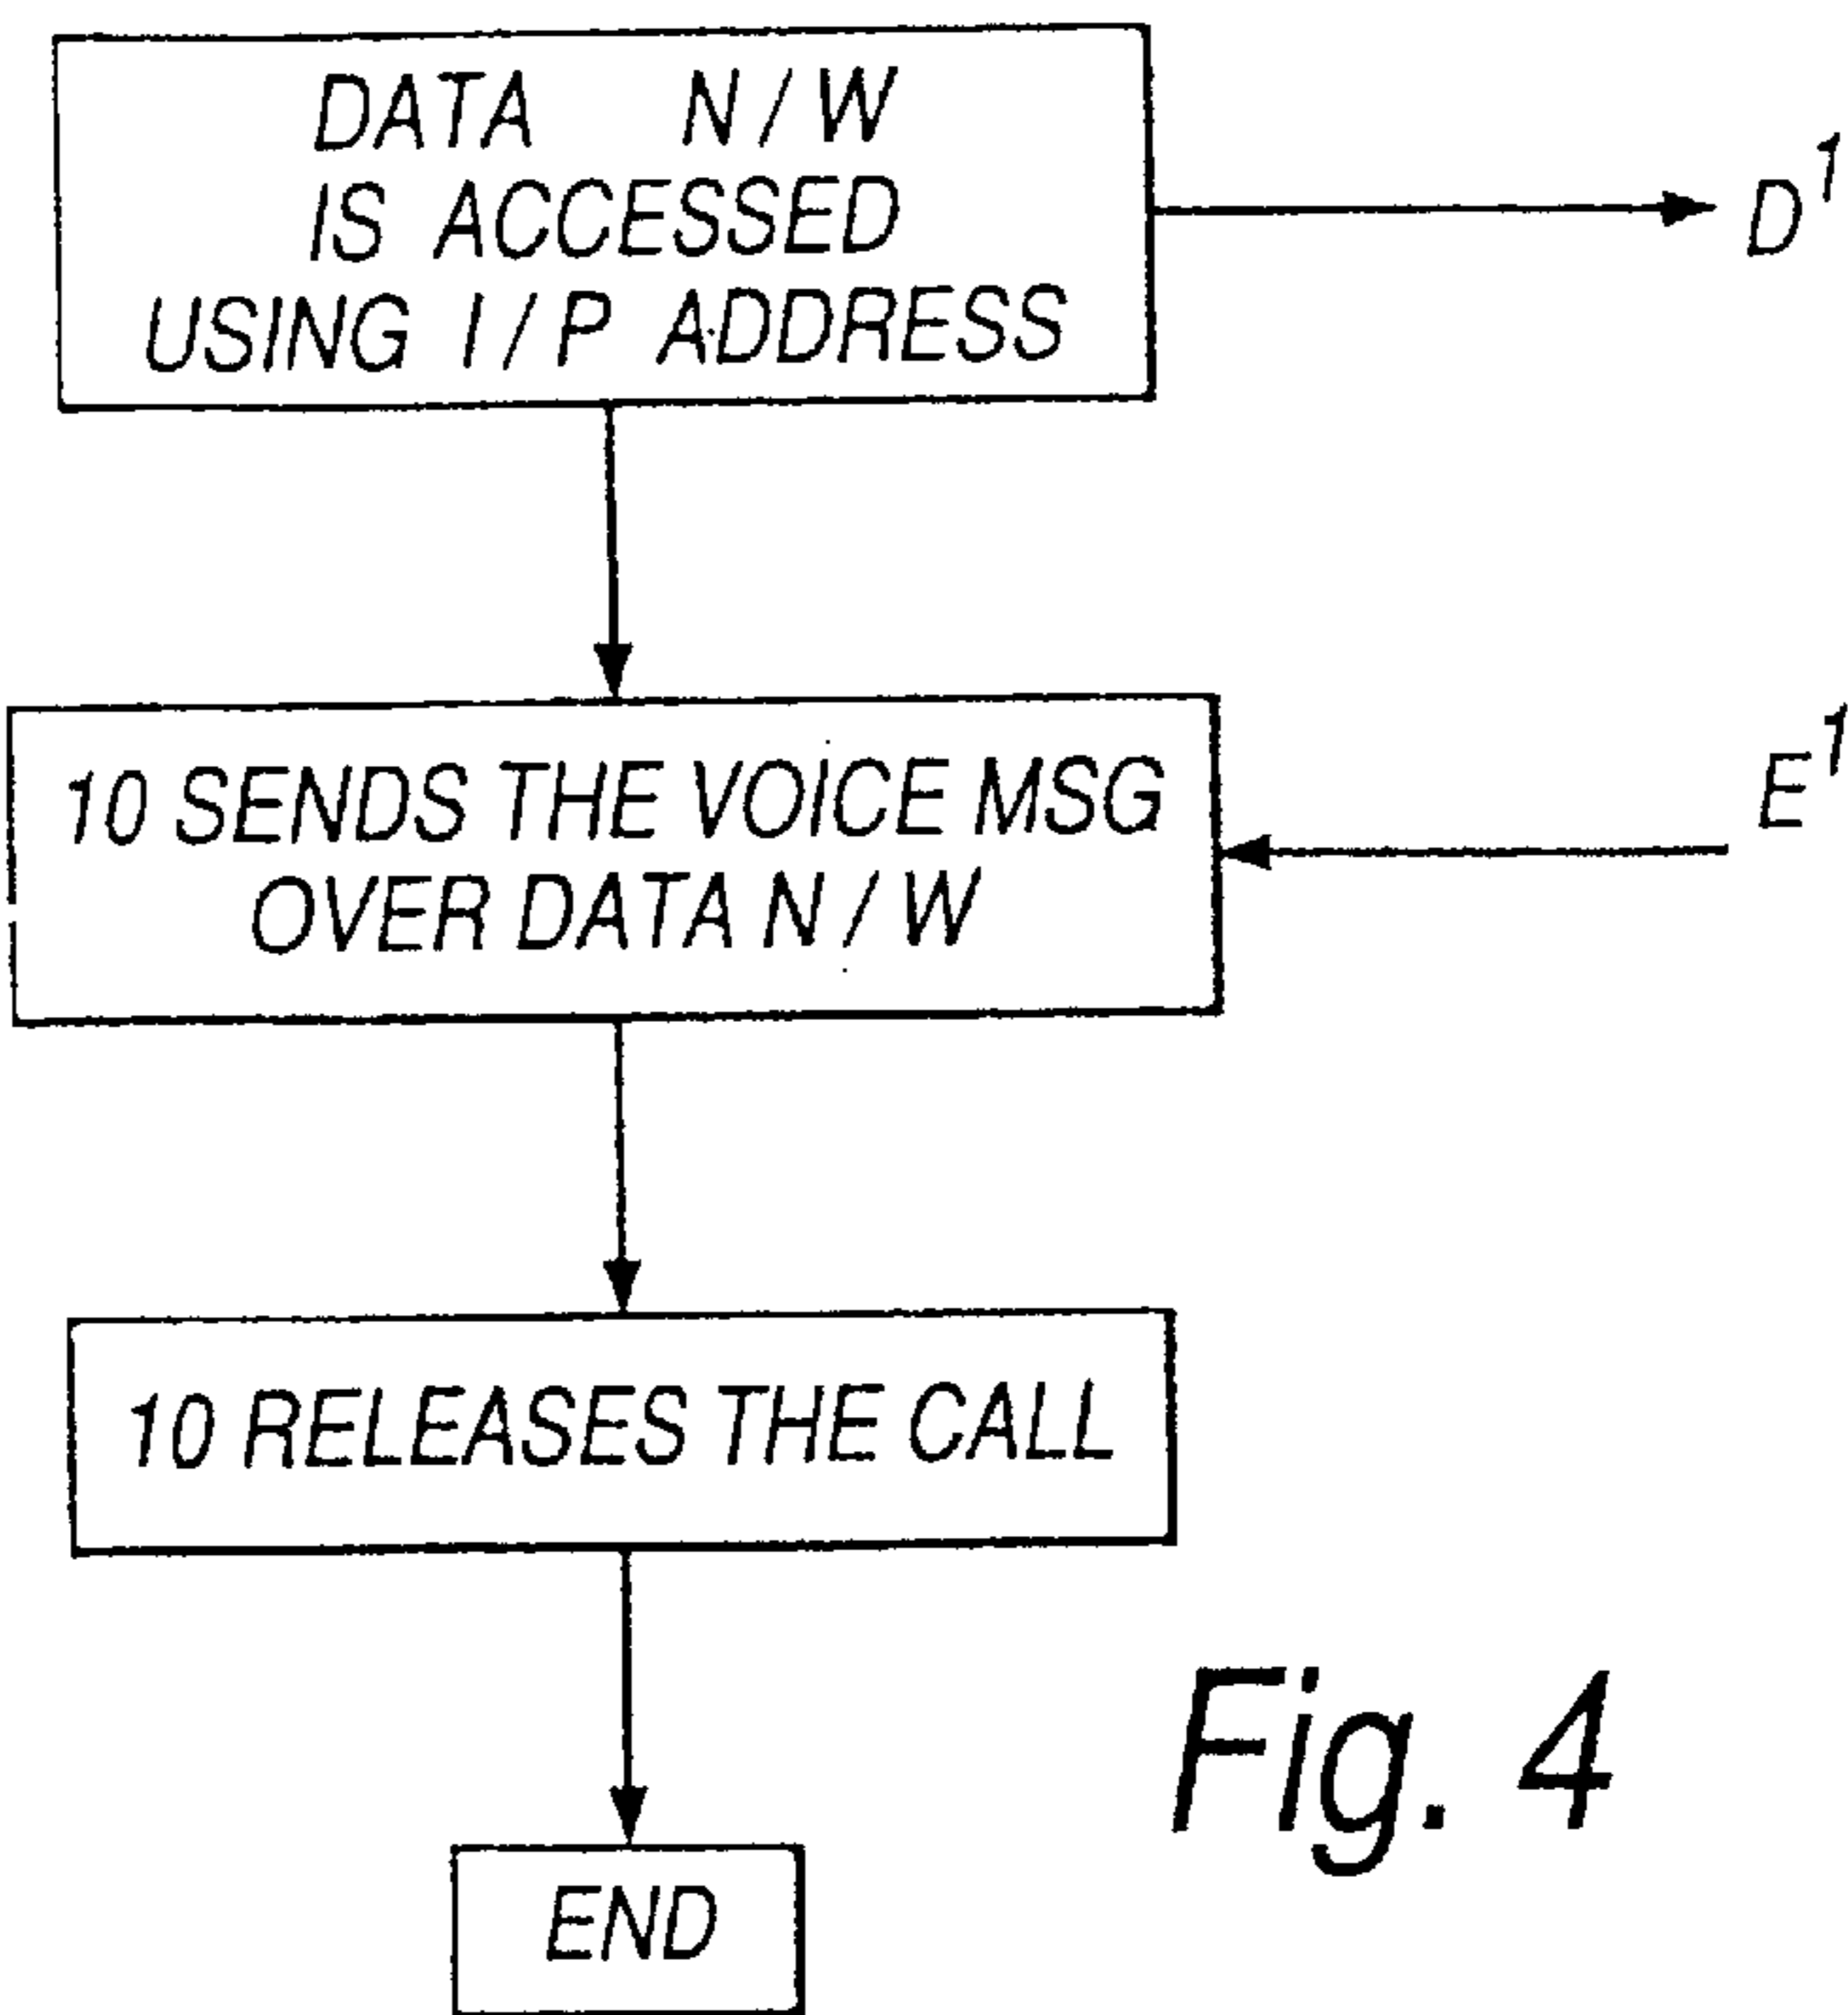 DATA N/W
IS ACCESSED
USING I/P ADDRESS
D1
10 SENDS THE VOICE MSG
OVER DATA N/W
E1
10 RELEASES THE CALL
END
Fig. 4